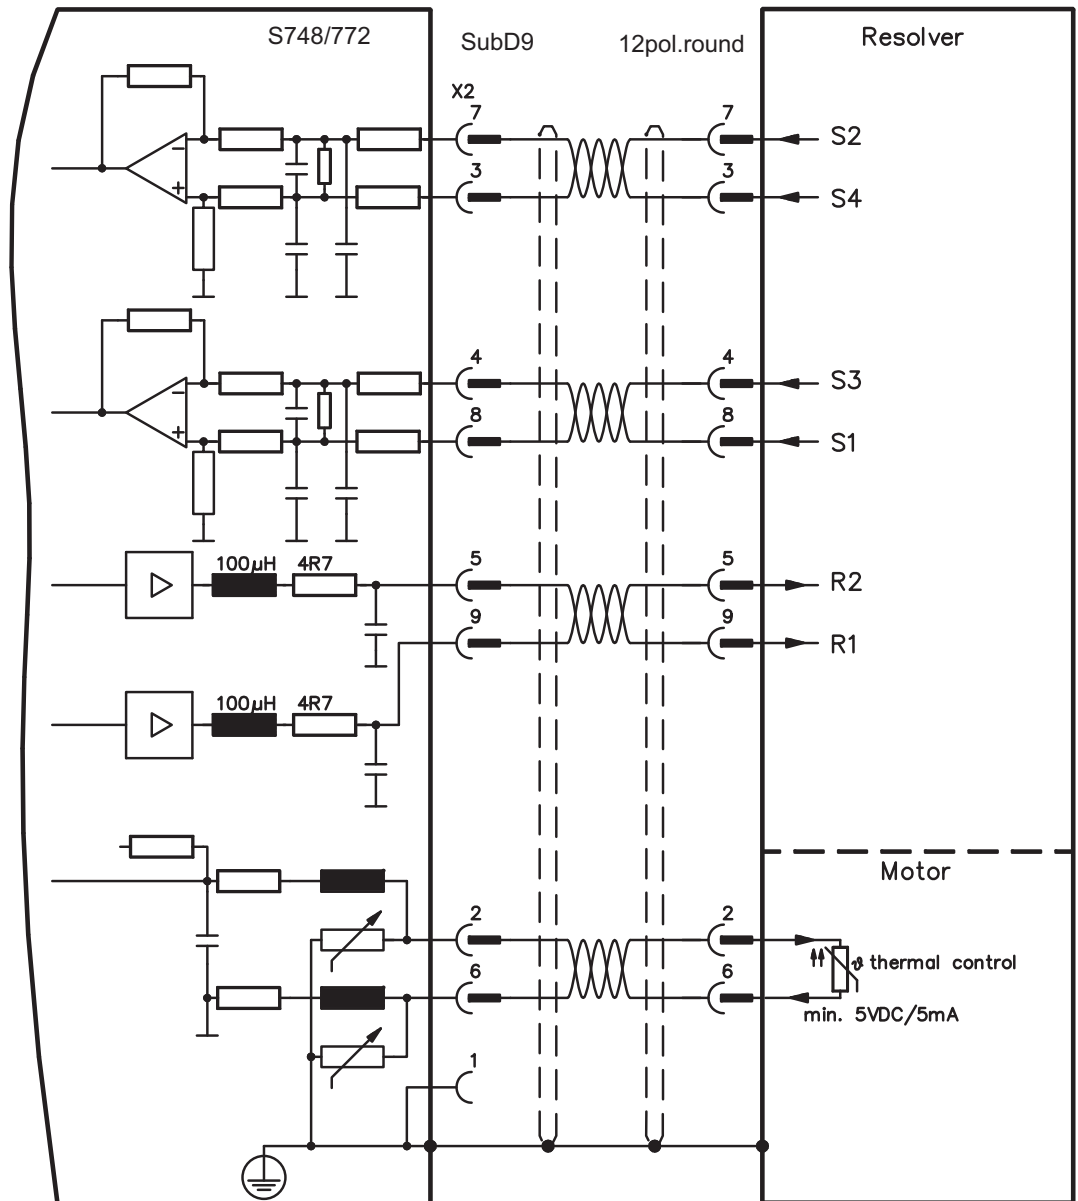 S748/772 SubD9 12pol.round Resolver
X2
7 7 S2
3 3 S4
4 4 S3
8 8 S1
100µH 4R7 5 5 R2
9 9 R1
100µH 4R7
Motor
2 2
ϑ thermal control
6 6
min. 5VDC/5mA
1